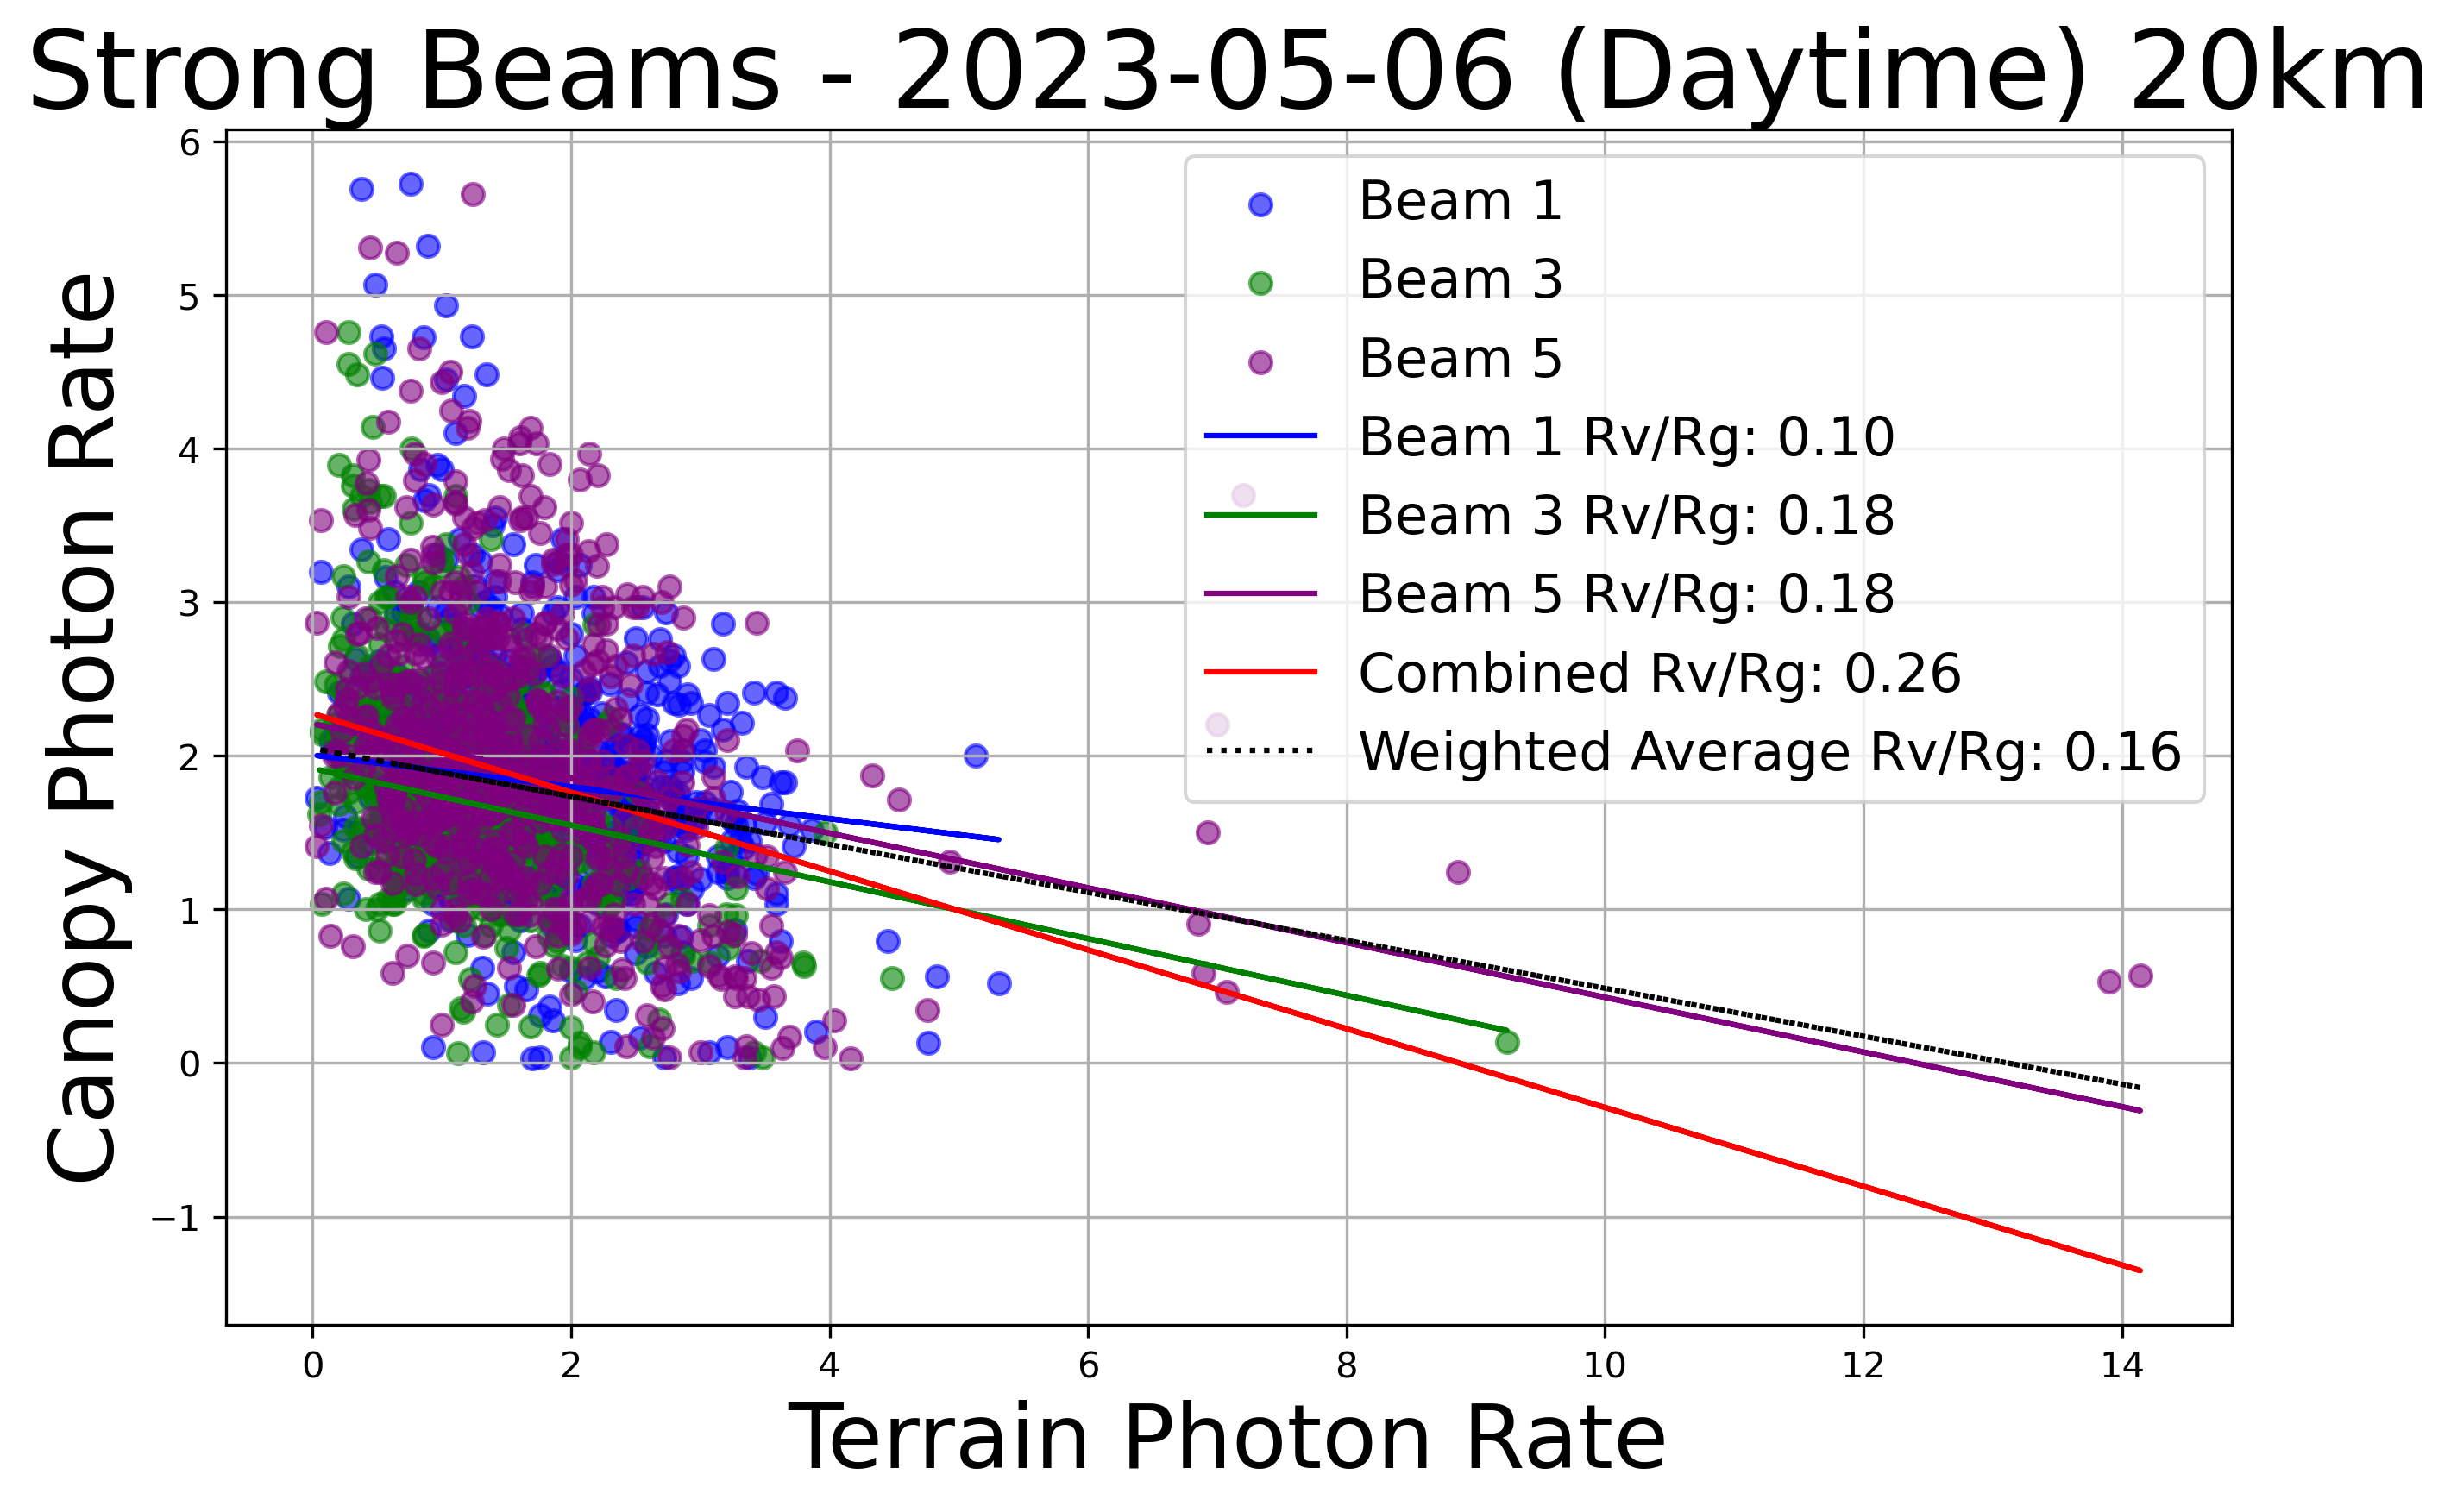 Strong Beams - 2023-05-06 (Daytime) 20km
Canopy Photon Rate
6
5
4
3
2
1
0
−1
Beam 1
Beam 3
Beam 5
Beam 1 Rv/Rg: 0.10
Beam 3 Rv/Rg: 0.18
Beam 5 Rv/Rg: 0.18
Combined Rv/Rg: 0.26
Weighted Average Rv/Rg: 0.16
0 2 4 6 8 10 12 14
Terrain Photon Rate